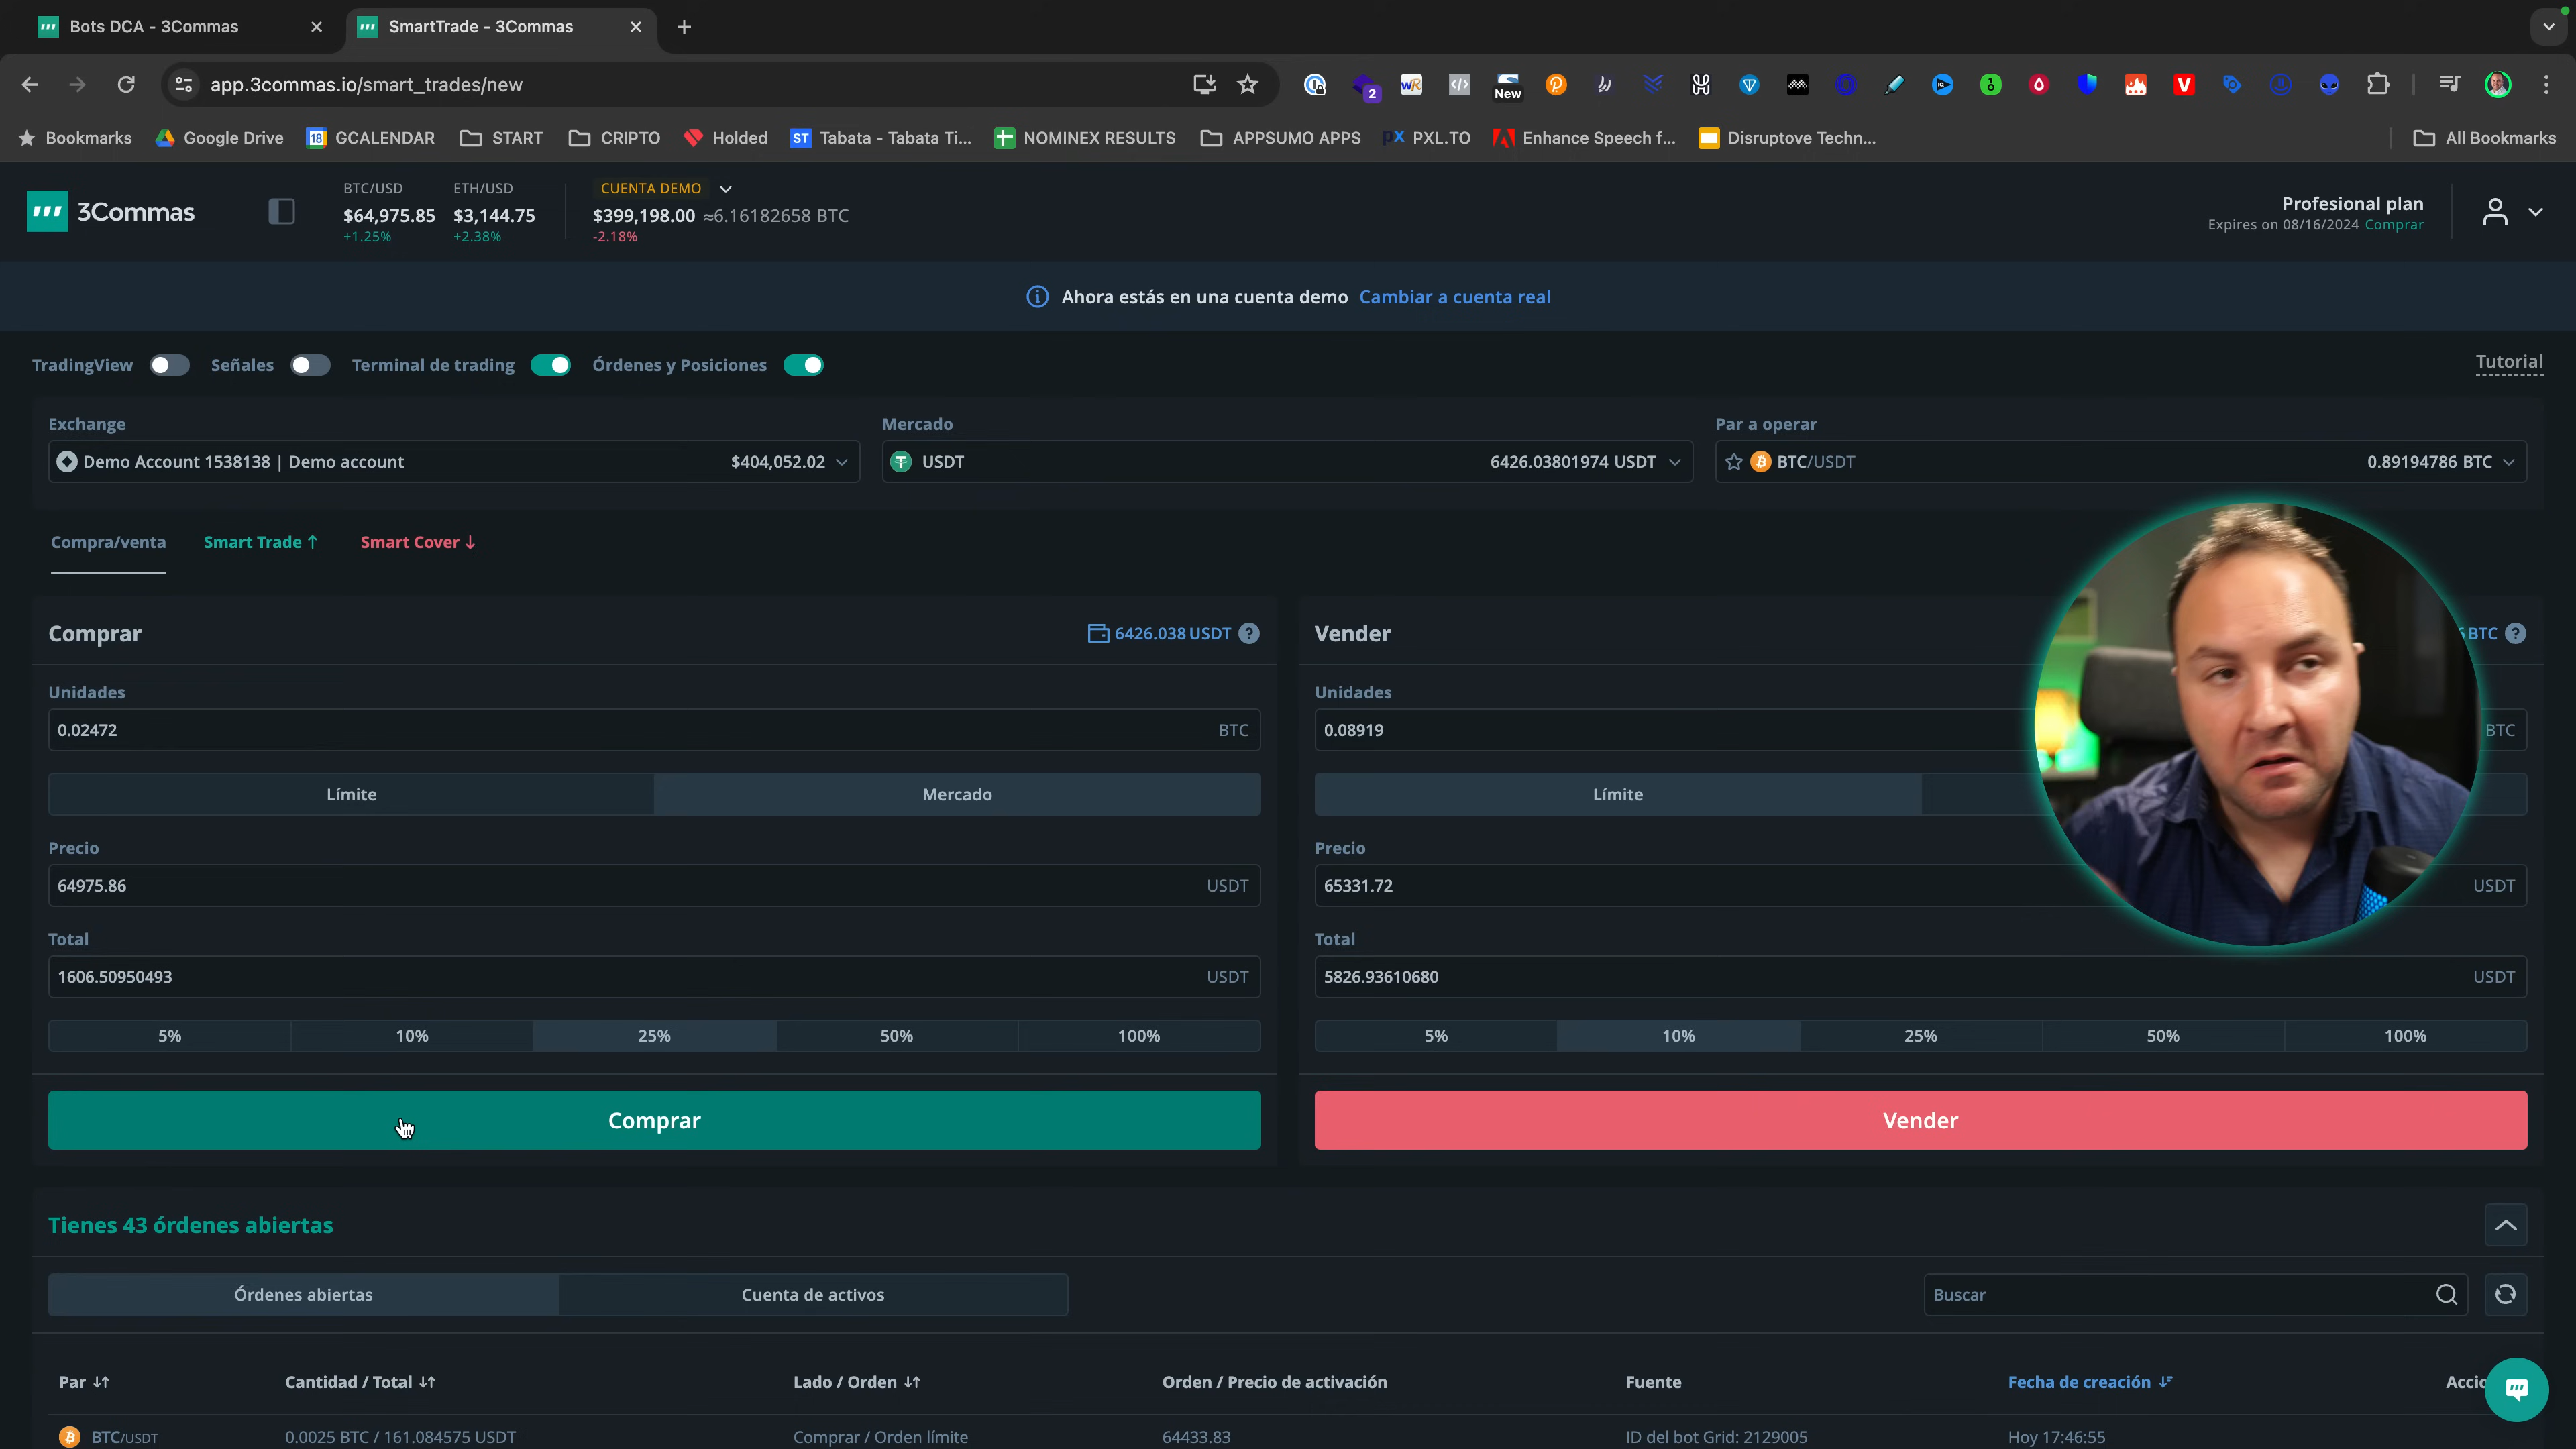 Bots DCA - 3Commas
SmartTrade - 3Commas
app.3commas.io/smart_trades/new
2
New
Bookmarks
Google Drive
18 GCALENDAR
START
CRIPTO
Holded
ST Tabata - Tabata Ti...
NOMINEX RESULTS
APPSUMO APPS
PX PXL.TO
Enhance Speech f...
Disruptove Techn...
All Bookmarks
3Commas
BTC/USD
$64,975.85
+1.25%
ETH/USD
$3,144.75
+2.38%
CUENTA DEMO
$399,198.00 ≈6.16182658 BTC
-2.18%
Profesional plan
Expires on 08/16/2024 Comprar
Ahora estás en una cuenta demo Cambiar a cuenta real
TradingView
Señales
Terminal de trading
Órdenes y Posiciones
Tutorial
Exchange
Demo Account 1538138 | Demo account $404,052.02
Mercado
USDT 6426.03801974 USDT
Par a operar
BTC/USDT 0.89194786 BTC
Compra/venta
Smart Trade ↑
Smart Cover ↓
Comprar
6426.038 USDT ?
Unidades
0.02472 BTC
Límite
Mercado
Precio
64975.86 USDT
Total
1606.50950493 USDT
5%
10%
25%
50%
100%
Comprar
Vender
BTC ?
Unidades
0.08919 BTC
Límite
Precio
65331.72 USDT
Total
5826.93610680 USDT
5%
10%
25%
50%
100%
Vender
Tienes 43 órdenes abiertas
Órdenes abiertas
Cuenta de activos
Buscar
Par
Cantidad / Total
Lado / Orden
Orden / Precio de activación
Fuente
Fecha de creación
Accio
BTC/USDT
0.0025 BTC / 161.084575 USDT
Comprar / Orden límite
64433.83
ID del bot Grid: 2129005
Hoy 17:46:55